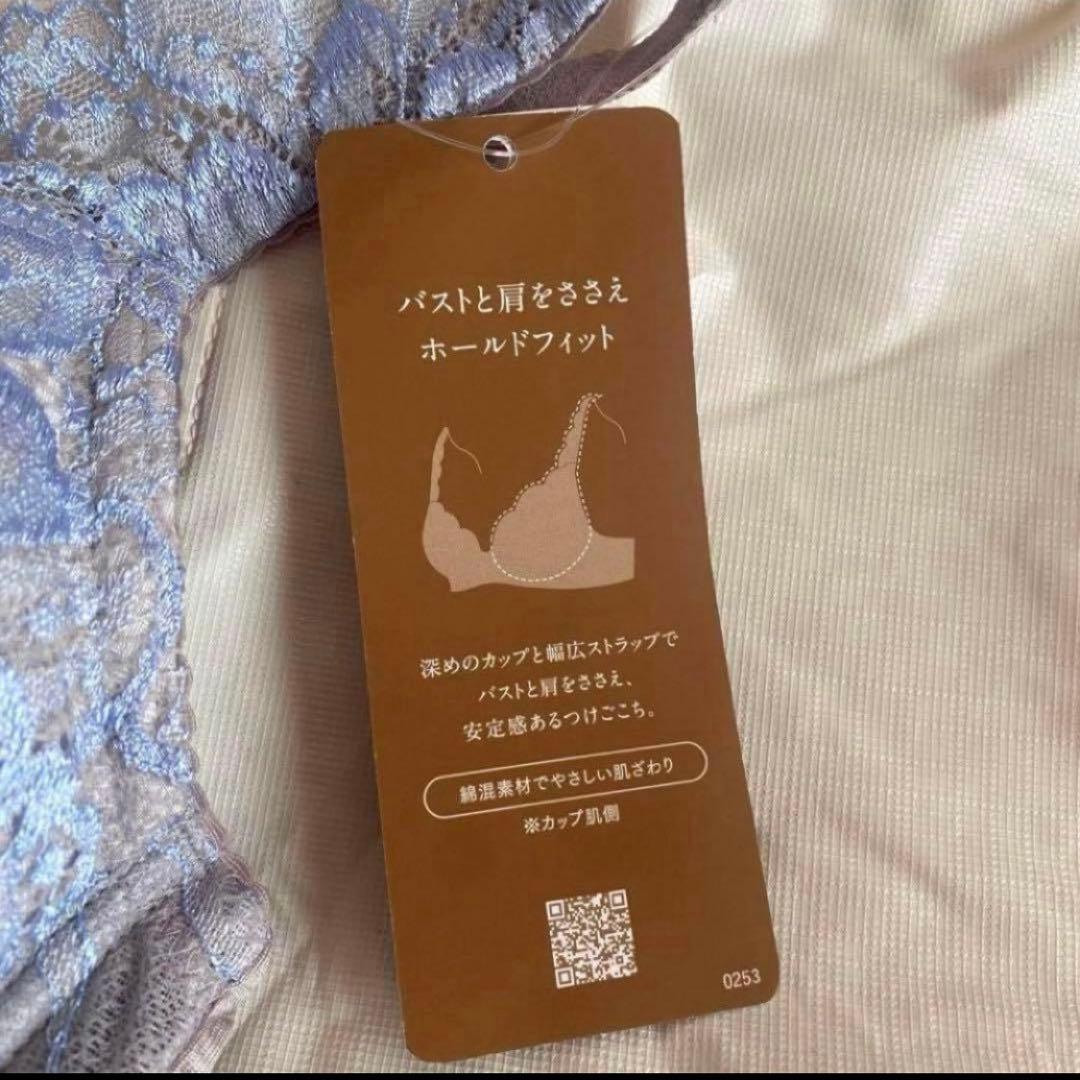 バストと肩をささえ
ホールドフィット
深めのカップと幅広ストラップで
バストと肩をささえ、
安定感あるつけごこち。
綿混素材でやさしい肌ざわり
※カップ肌側
0253